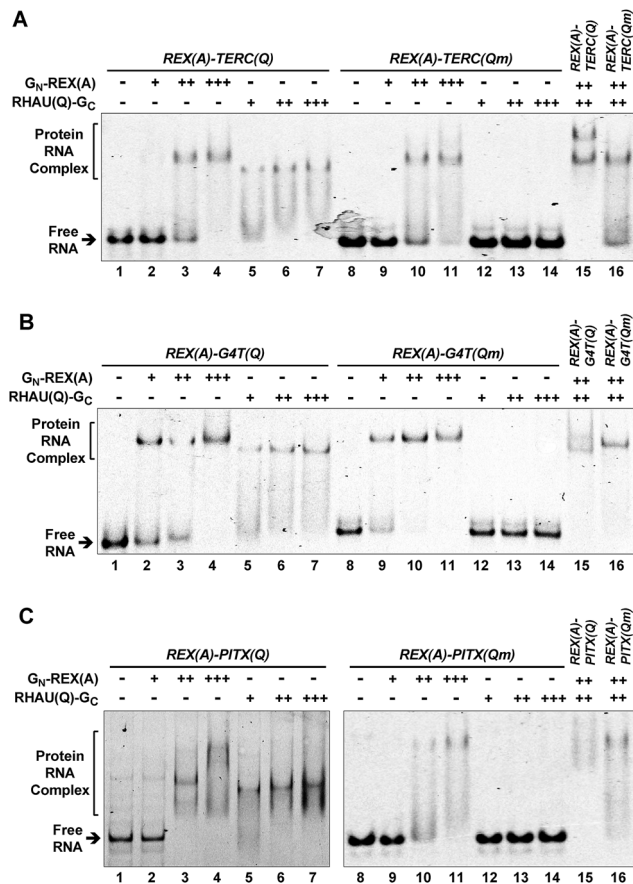 A
REX(A)-TERC(Q)
REX(A)-TERC(Qm)
REX(A)-
TERC(Q)
REX(A)-
TERC(Qm)
GN-REX(A) - + ++ +++ - - - - + ++ +++ - - - ++ ++
RHAU(Q)-GC - - - - + ++ +++ - - - - + ++ +++ ++ ++
Protein
RNA
Complex
Free
RNA
1 2 3 4 5 6 7 8 9 10 11 12 13 14 15 16
B
REX(A)-G4T(Q)
REX(A)-G4T(Qm)
REX(A)-
G4T(Q)
REX(A)-
G4T(Qm)
GN-REX(A) - + ++ +++ - - - - + ++ +++ - - - ++ ++
RHAU(Q)-GC - - - - + ++ +++ - - - - + ++ +++ ++ ++
Protein
RNA
Complex
Free
RNA
1 2 3 4 5 6 7 8 9 10 11 12 13 14 15 16
C
REX(A)-PITX(Q)
REX(A)-PITX(Qm)
REX(A)-
PITX(Q)
REX(A)-
PITX(Qm)
GN-REX(A) - + ++ +++ - - - - + ++ +++ - - - ++ ++
RHAU(Q)-GC - - - - + ++ +++ - - - - + ++ +++ ++ ++
Protein
RNA
Complex
Free
RNA
1 2 3 4 5 6 7 8 9 10 11 12 13 14 15 16